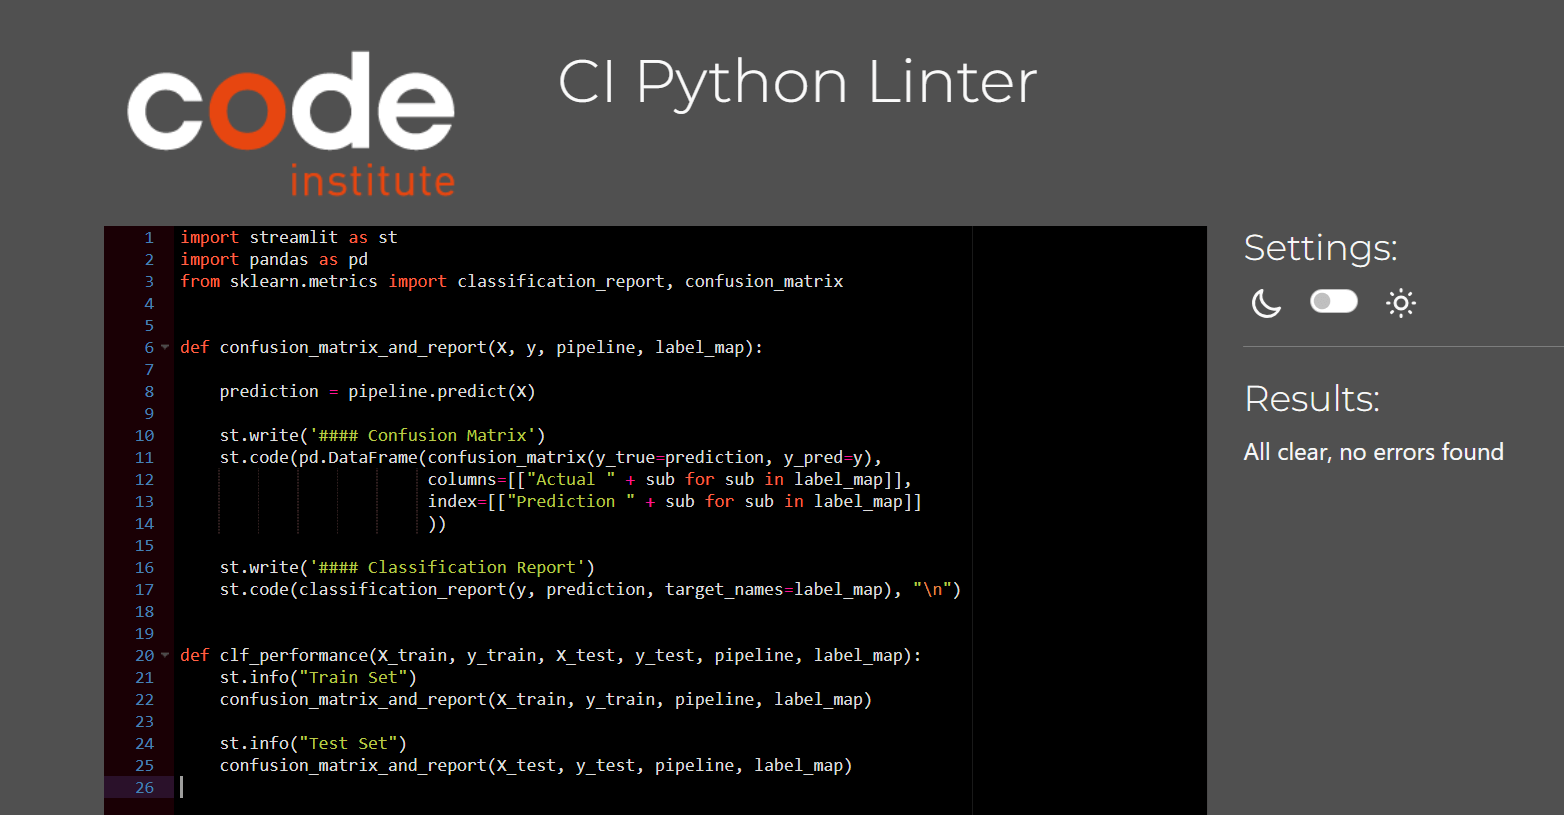 code
institute
CI Python Linter
1 import streamlit as st
2 import pandas as pd
3 from sklearn.metrics import classification_report, confusion_matrix
4
5
6 def confusion_matrix_and_report(X, y, pipeline, label_map):
7
8     prediction = pipeline.predict(X)
9
10     st.write('#### Confusion Matrix')
11     st.code(pd.DataFrame(confusion_matrix(y_true=prediction, y_pred=y),
12                          columns=[["Actual " + sub for sub in label_map]],
13                          index=[["Prediction " + sub for sub in label_map]]
14                          ))
15
16     st.write('#### Classification Report')
17     st.code(classification_report(y, prediction, target_names=label_map), "\n")
18
19
20 def clf_performance(X_train, y_train, X_test, y_test, pipeline, label_map):
21     st.info("Train Set")
22     confusion_matrix_and_report(X_train, y_train, pipeline, label_map)
23
24     st.info("Test Set")
25     confusion_matrix_and_report(X_test, y_test, pipeline, label_map)
26
Settings:
Results:
All clear, no errors found